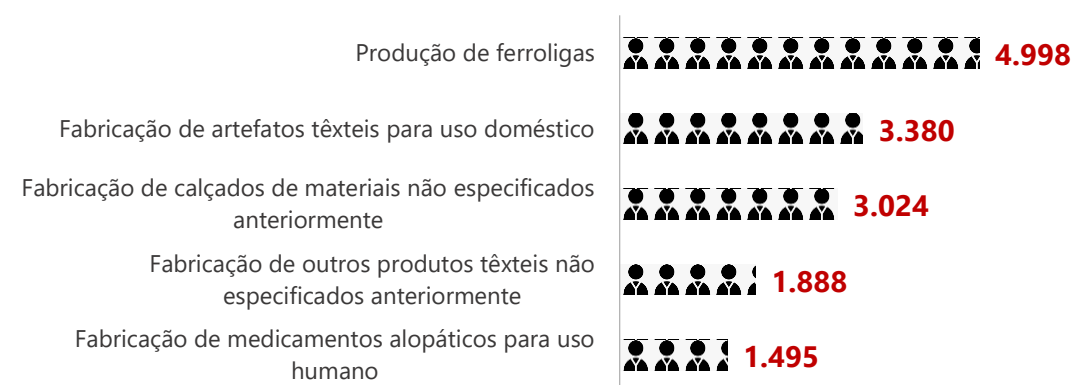 Produção de ferroligas 4.998
Fabricação de artefatos têxteis para uso doméstico 3.380
Fabricação de calçados de materiais não especificados
anteriormente 3.024
Fabricação de outros produtos têxteis não
especificados anteriormente 1.888
Fabricação de medicamentos alopáticos para uso
humano 1.495